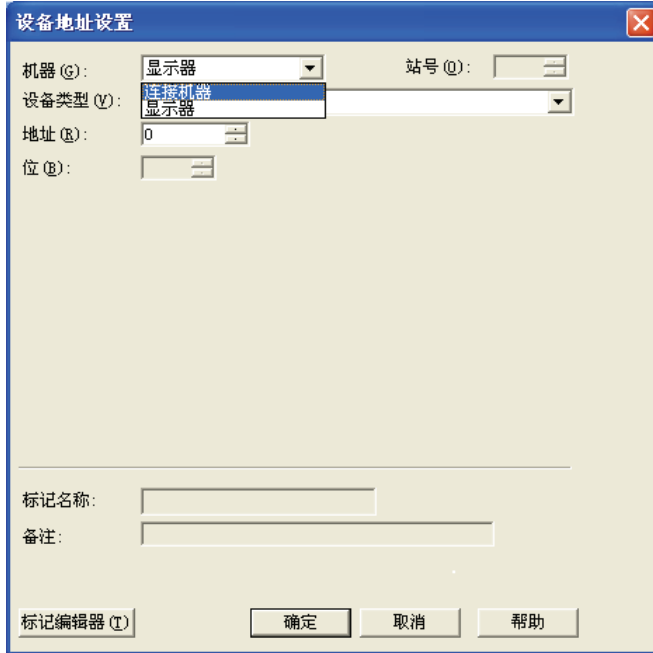 设备地址设置
机器(G): 显示器 站号(O):
连接机器
设备类型(V): 显示器
地址(R): 0
位(B):
标记名称:
备注:
标记编辑器(T) 确定 取消 帮助